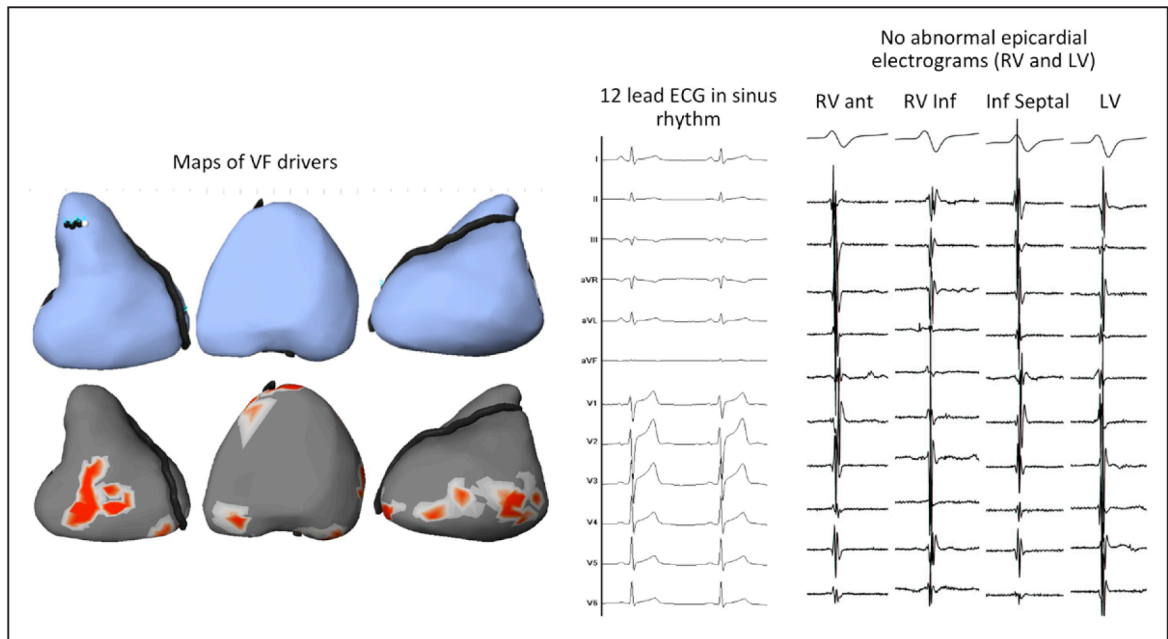 Maps of VF drivers
12 lead ECG in sinus
rhythm
I
II
III
aVR
aVL
aVF
V1
V2
V3
V4
V5
V6
No abnormal epicardial
electrograms (RV and LV)
RV ant RV Inf Inf Septal LV